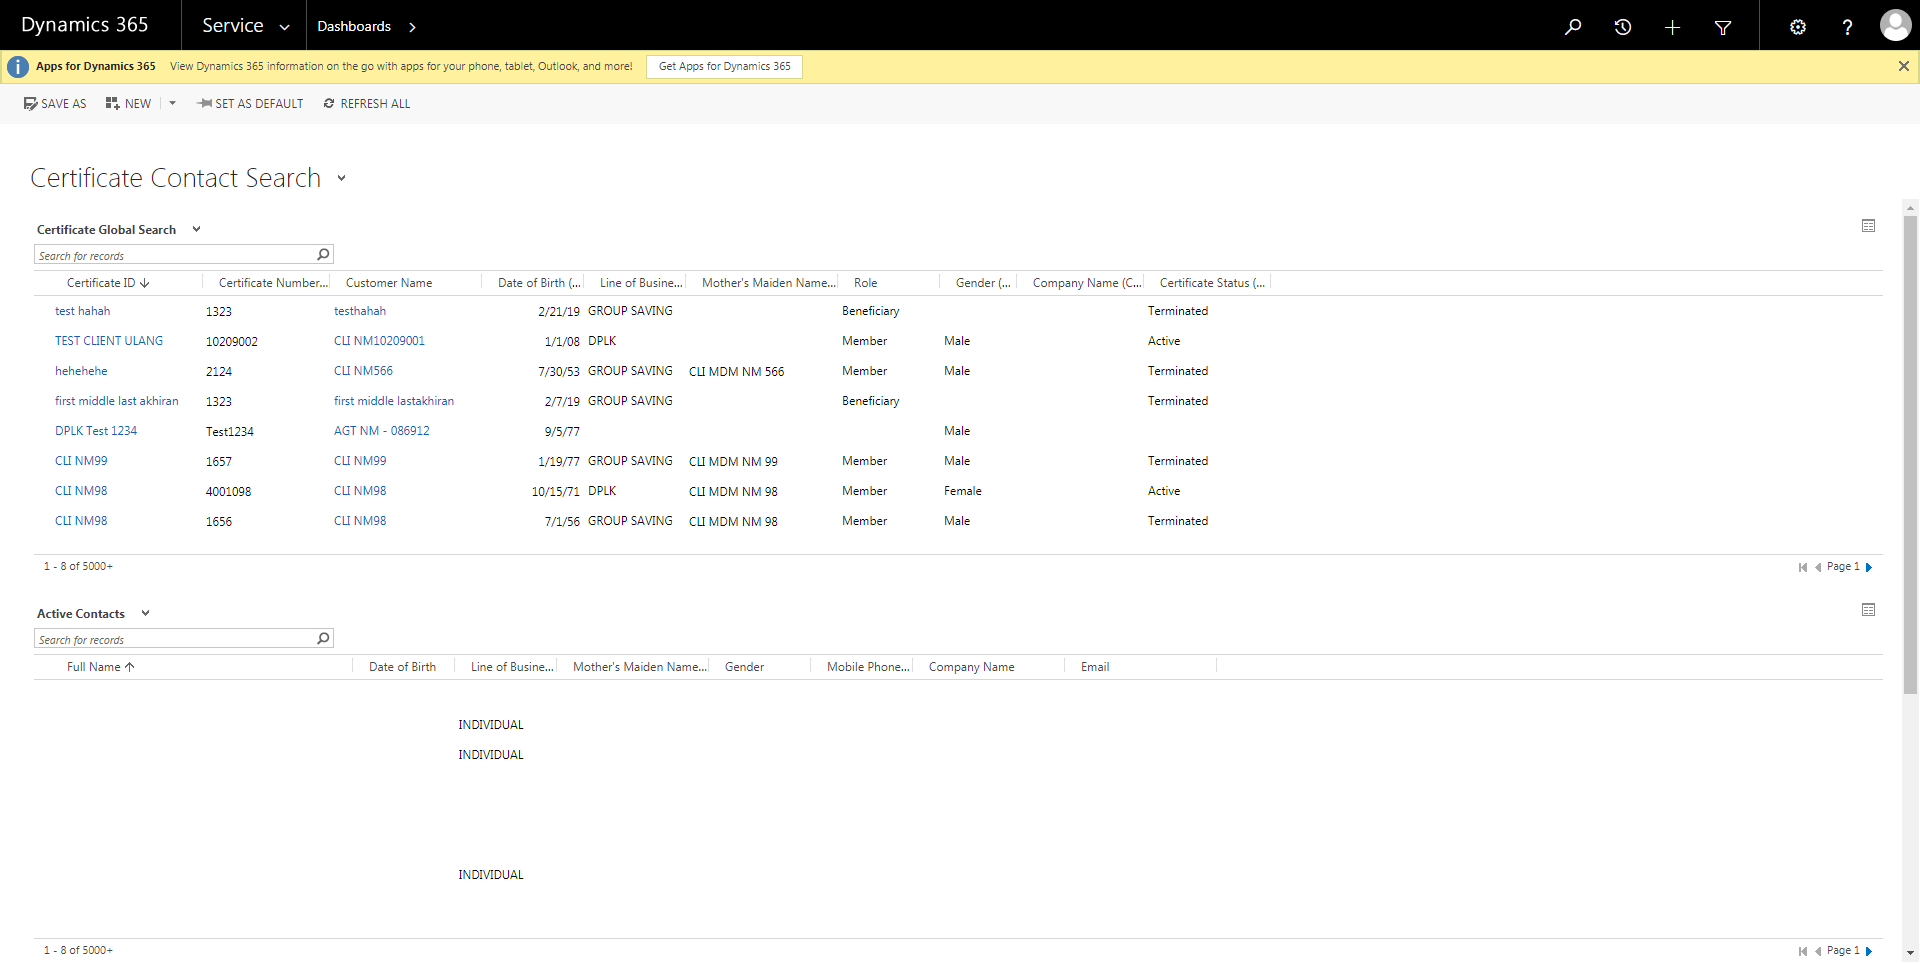 Dynamics 365 Service Dashboards
Apps for Dynamics 365 View Dynamics 365 information on the go with apps for your phone, tablet, Outlook, and more! Get Apps for Dynamics 365
SAVE AS NEW SET AS DEFAULT REFRESH ALL
Certificate Contact Search
Certificate Global Search
Search for records
Certificate ID Certificate Number... Customer Name Date of Birth (... Line of Busine... Mother's Maiden Name... Role Gender (... Company Name (C... Certificate Status (...
test hahah 1323 testhahah 2/21/19 GROUP SAVING Beneficiary Terminated
TEST CLIENT ULANG 10209002 CLI NM10209001 1/1/08 DPLK Member Male Active
hehehehe 2124 CLI NM566 7/30/53 GROUP SAVING CLI MDM NM 566 Member Male Terminated
first middle last akhiran 1323 first middle lastakhiran 2/7/19 GROUP SAVING Beneficiary Terminated
DPLK Test 1234 Test1234 AGT NM - 086912 9/5/77 Male
CLI NM99 1657 CLI NM99 1/19/77 GROUP SAVING CLI MDM NM 99 Member Male Terminated
CLI NM98 4001098 CLI NM98 10/15/71 DPLK CLI MDM NM 98 Member Female Active
CLI NM98 1656 CLI NM98 7/1/56 GROUP SAVING CLI MDM NM 98 Member Male Terminated
1 - 8 of 5000+ Page 1
Active Contacts
Search for records
Full Name Date of Birth Line of Busine... Mother's Maiden Name... Gender Mobile Phone... Company Name Email
INDIVIDUAL
INDIVIDUAL
INDIVIDUAL
1 - 8 of 5000+ Page 1